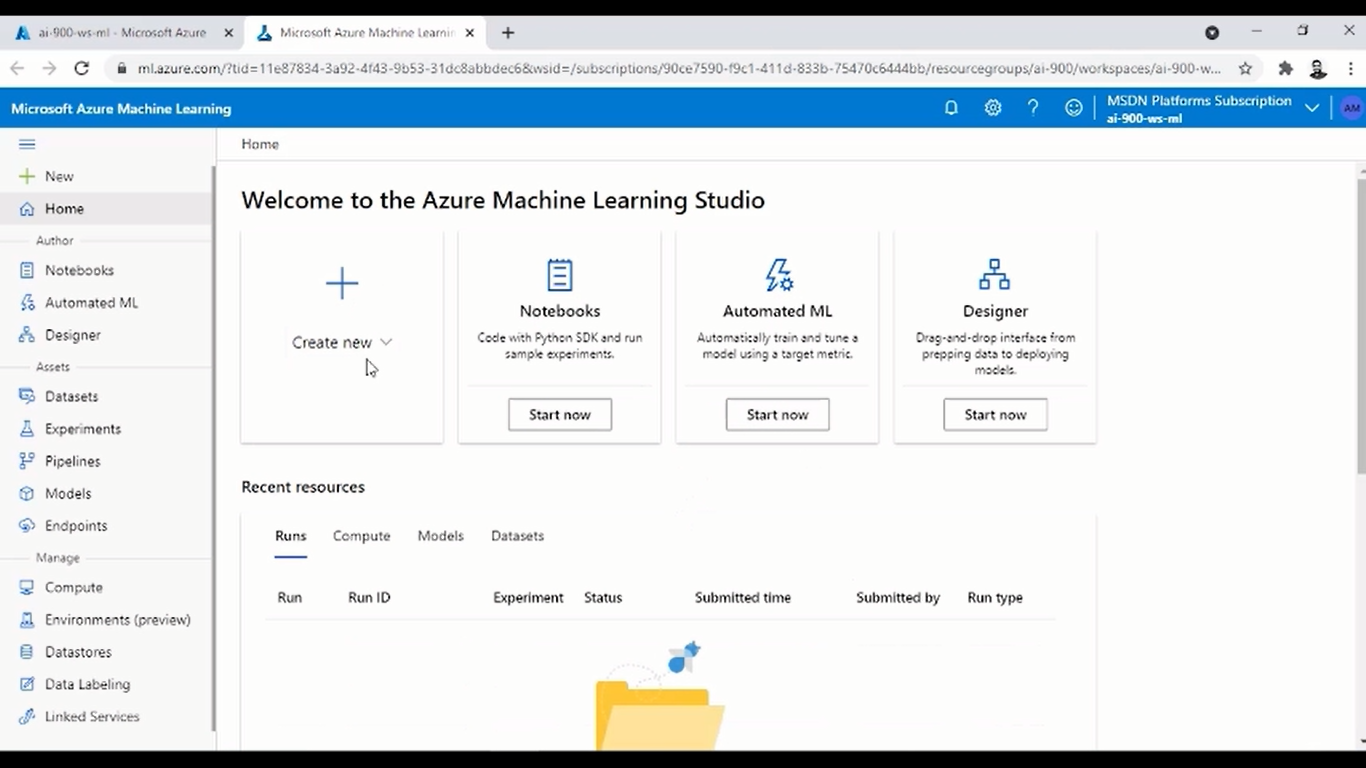 ai-900-ws-ml - Microsoft Azure
Microsoft Azure Machine Learnin
ml.azure.com/?tid=11e87834-3a92-4f43-9b53-31dc8abbdec6&wsid=/subscriptions/90ce7590-f9c1-411d-833b-75470c6444bb/resourcegroups/ai-900/workspaces/ai-900-w...
Microsoft Azure Machine Learning
MSDN Platforms Subscription
ai-900-ws-ml
AM
New
Home
Author
Notebooks
Automated ML
Designer
Assets
Datasets
Experiments
Pipelines
Models
Endpoints
Manage
Compute
Environments (preview)
Datastores
Data Labeling
Linked Services
Home
Welcome to the Azure Machine Learning Studio
Create new
Notebooks
Code with Python SDK and run
sample experiments.
Start now
Automated ML
Automatically train and tune a
model using a target metric.
Start now
Designer
Drag-and-drop interface from
prepping data to deploying
models.
Start now
Recent resources
Runs Compute Models Datasets
Run Run ID Experiment Status Submitted time Submitted by Run type